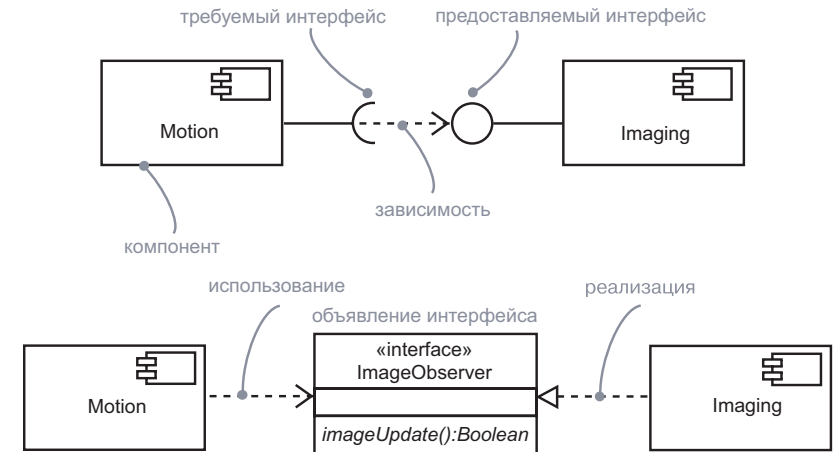 требуемый интерфейс
предоставляемый интерфейс
Motion
Imaging
зависимость
компонент
использование
реализация
объявление интерфейса
«interface»
ImageObserver
Motion
Imaging
imageUpdate():Boolean